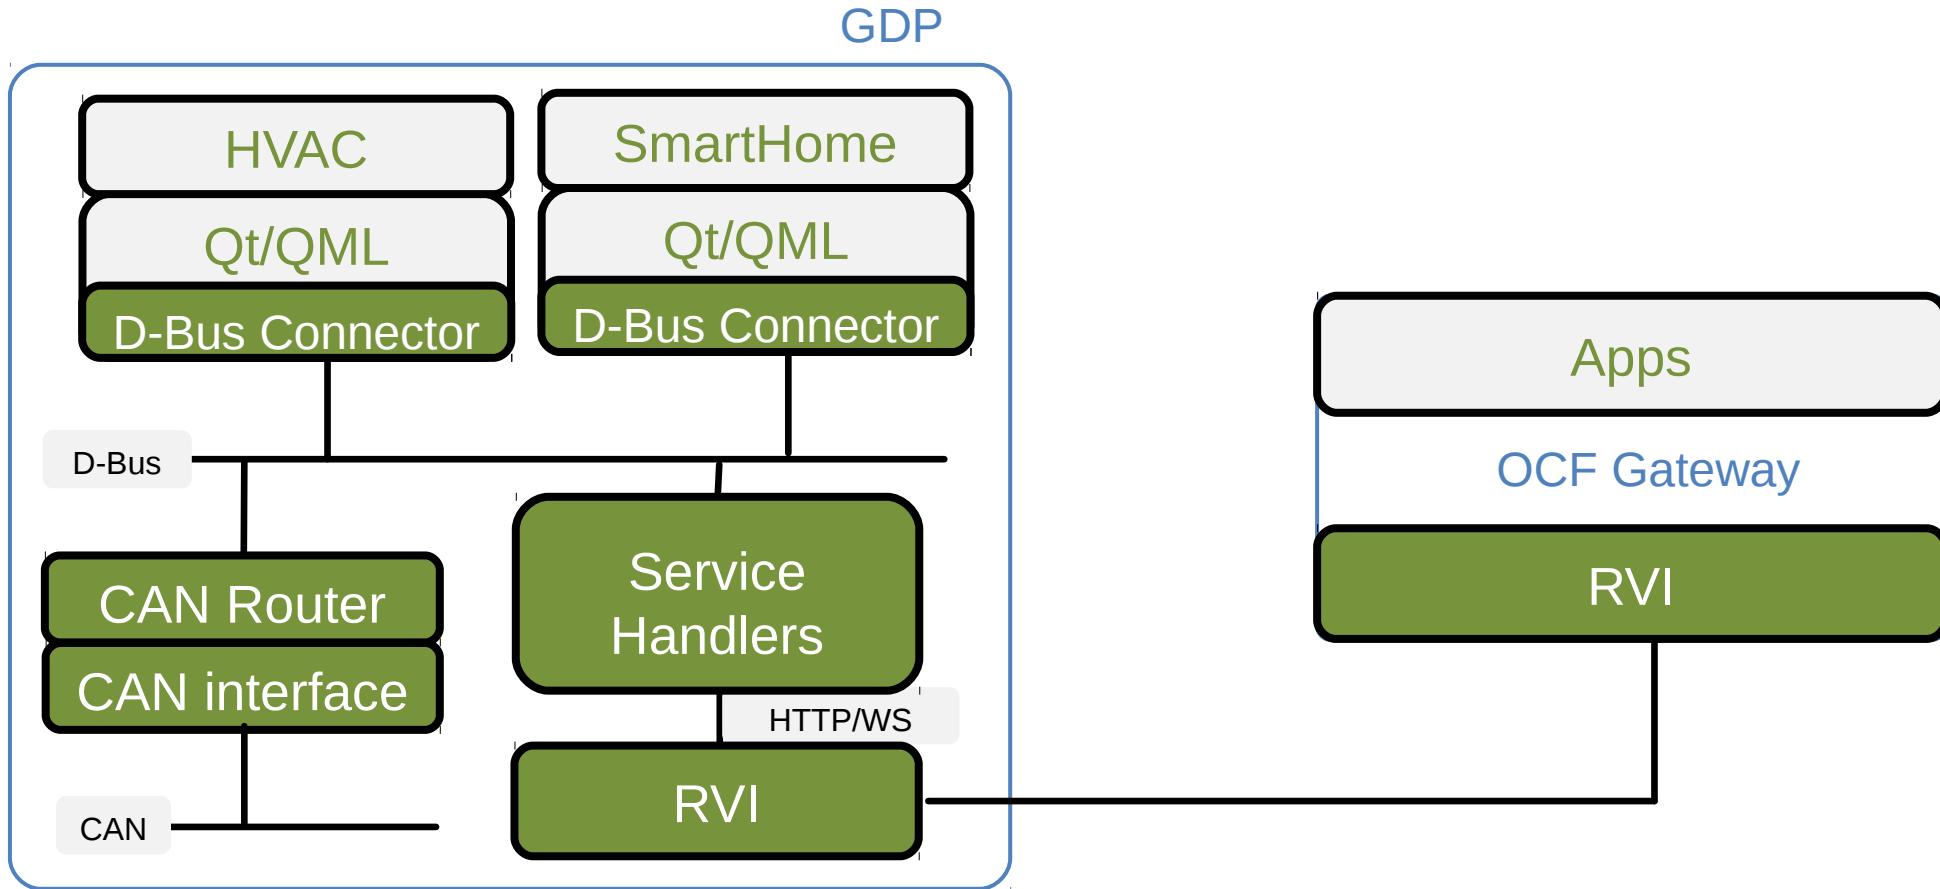 GDP
HVAC
SmartHome
Qt/QML
Qt/QML
D-Bus Connector
D-Bus Connector
Apps
D-Bus
OCF Gateway
Service
Handlers
CAN Router
RVI
CAN interface
HTTP/WS
RVI
CAN